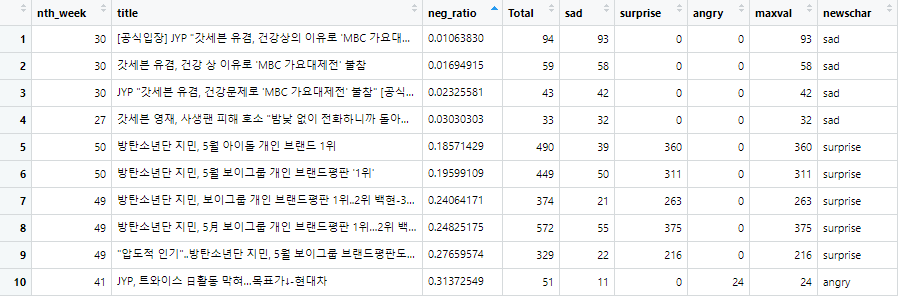 nth_week title neg_ratio Total sad surprise angry maxval newschar
1 30 [공식입장] JYP "갓세븐 유겸, 건강상의 이유로 'MBC 가요대... 0.01063830 94 93 0 0 93 sad
2 30 갓세븐 유겸, 건강 상 이유로 'MBC 가요대제전' 불참 0.01694915 59 58 0 0 58 sad
3 30 JYP "갓세븐 유겸, 건강문제로 'MBC 가요대제전' 불참" [공식... 0.02325581 43 42 0 0 42 sad
4 27 갓세븐 영재, 사생팬 피해 호소 "밤낮 없이 전화하니까 돌아... 0.03030303 33 32 0 0 32 sad
5 50 방탄소년단 지민, 5월 아이돌 개인 브랜드 1위 0.18571429 490 39 360 0 360 surprise
6 50 방탄소년단 지민, 5월 보이그룹 개인 브랜드평판 '1위' 0.19599109 449 50 311 0 311 surprise
7 49 방탄소년단 지민, 보이그룹 개인 브랜드평판 1위..2위 백현-3... 0.24064171 374 21 263 0 263 surprise
8 49 방탄소년단 지민, 5月 보이그룹 개인 브랜드평판 1위...2위 백... 0.24825175 572 55 375 0 375 surprise
9 49 "압도적 인기"..방탄소년단 지민, 5월 보이그룹 브랜드평판도... 0.27659574 329 22 216 0 216 surprise
10 41 JYP, 트와이스 日활동 막혀...목표가↓-현대차 0.31372549 51 11 0 24 24 angry